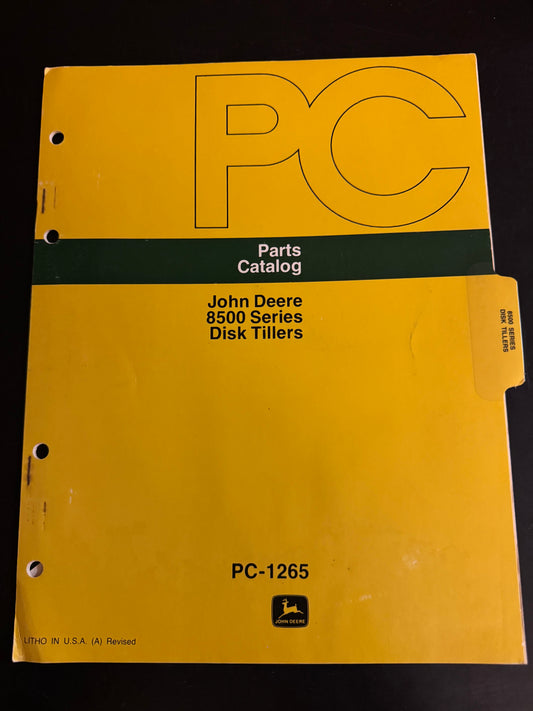 PC
Parts
Catalog
John Deere
8500 Series
Disk Tillers
8500 SERIES
DISK TILLERS
PC-1265
JOHN DEERE
LITHO IN U.S.A. (A) Revised